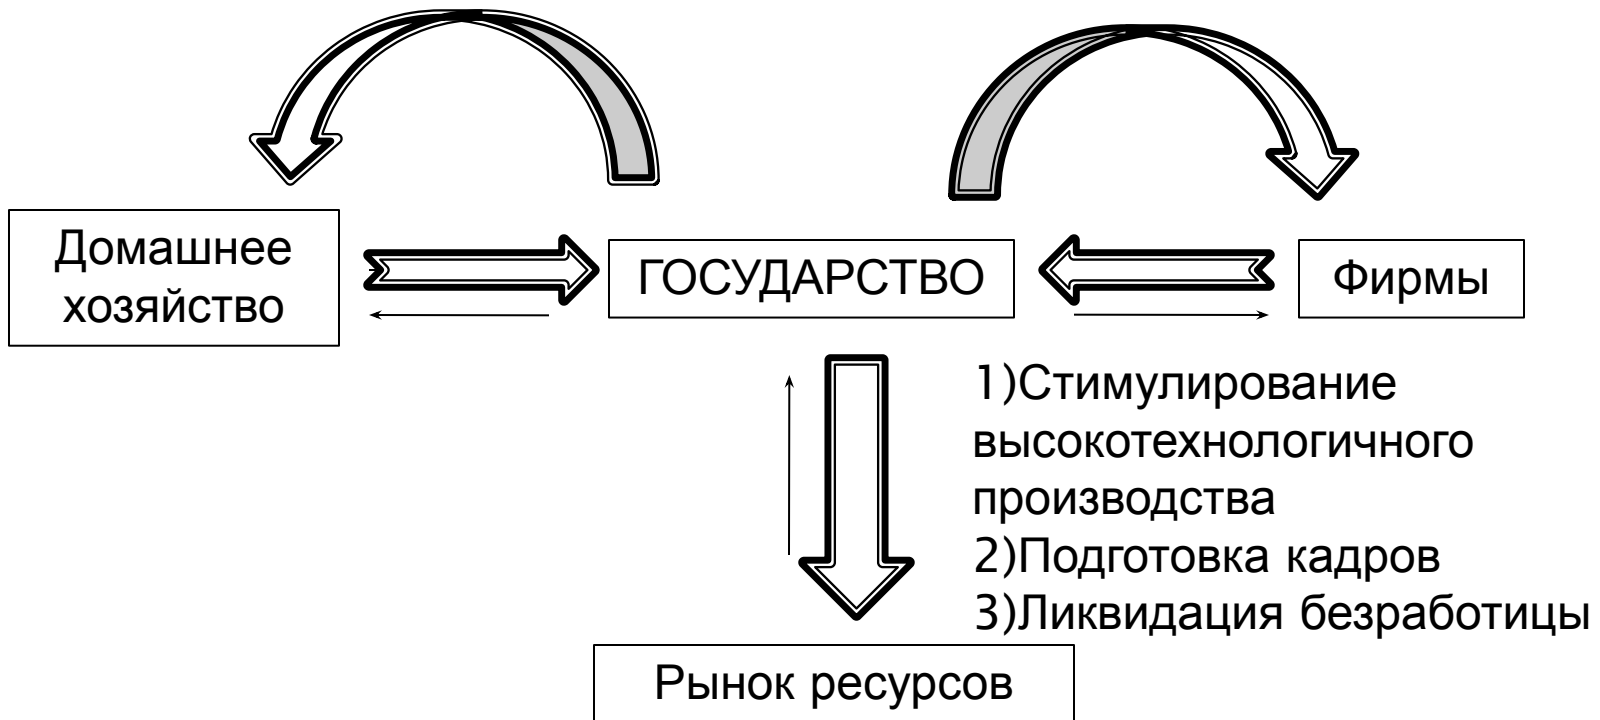 Домашнее
хозяйство
ГОСУДАРСТВО
Фирмы
1)Стимулирование
высокотехнологичного
производства
2)Подготовка кадров
3)Ликвидация безработицы
Рынок ресурсов